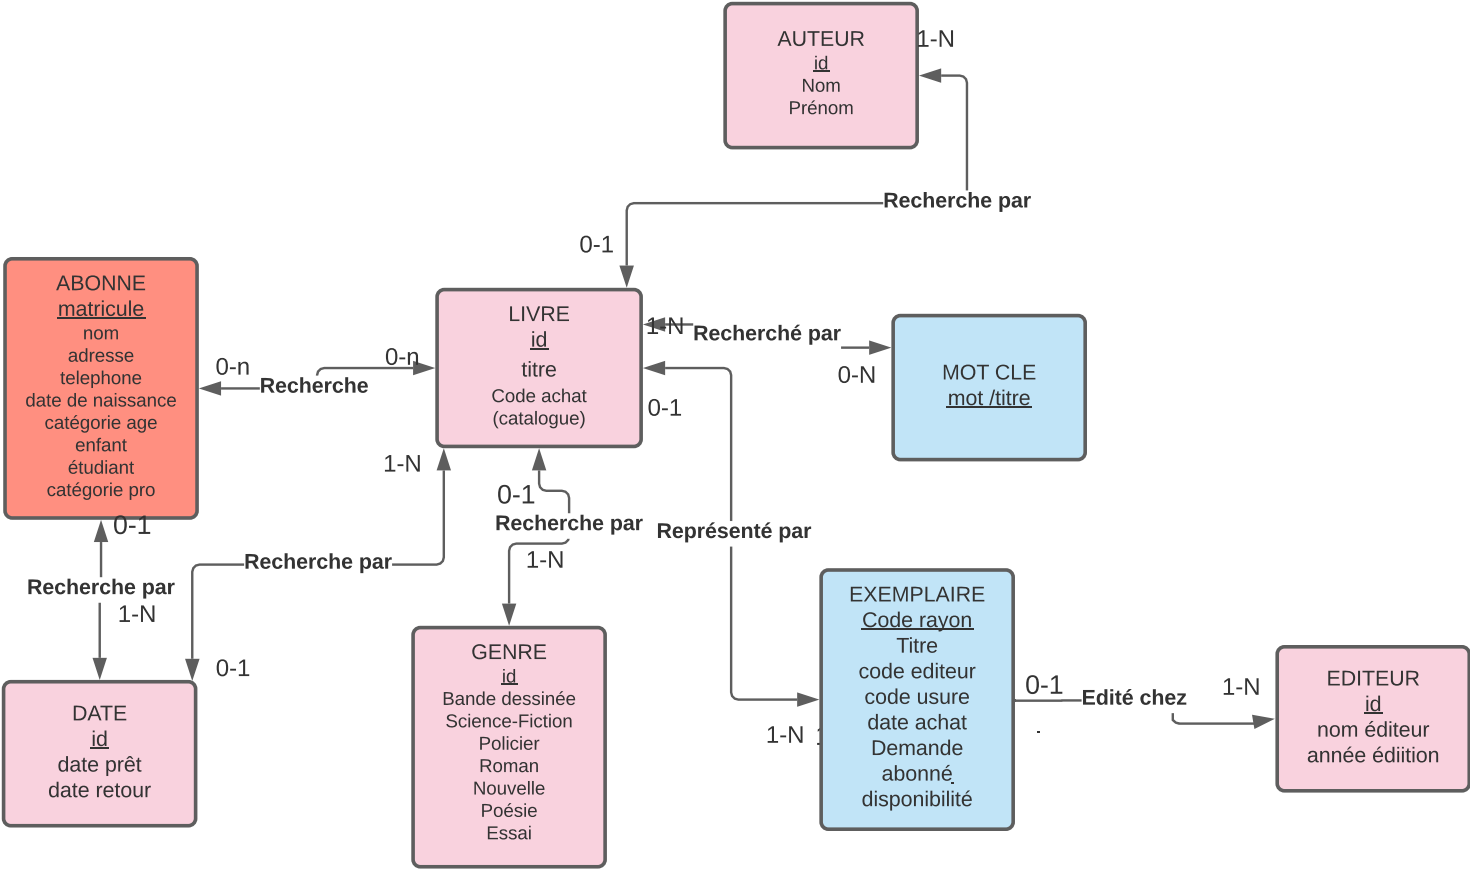 AUTEUR
id
Nom
Prénom
1-N
Recherche par
0-1
ABONNE
matricule
nom
adresse
telephone
date de naissance
catégorie age
enfant
étudiant
catégorie pro
0-n
Recherche
0-n
LIVRE
id
titre
Code achat
(catalogue)
1-N
Recherché par
0-N
MOT CLE
mot /titre
0-1
1-N
0-1
Recherche par
1-N
Représenté par
0-1
Recherche par
1-N
Recherche par
0-1
DATE
id
date prêt
date retour
GENRE
id
Bande dessinée
Science-Fiction
Policier
Roman
Nouvelle
Poésie
Essai
1-N
EXEMPLAIRE
Code rayon
Titre
code editeur
code usure
date achat
Demande
abonné
disponibilité
0-1
Edité chez
1-N
EDITEUR
id
nom éditeur
année édiition